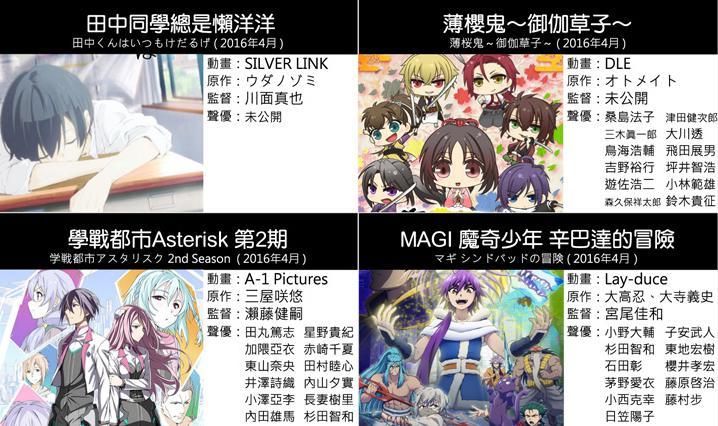 田中同學總是懶洋洋
田中くんはいつもけだるげ ( 2016年4月 )
動畫：SILVER LINK
原作：ウダノゾミ
監督：川面真也
聲優：未公開
薄櫻鬼～御伽草子～
薄桜鬼～御伽草子～ ( 2016年4月 )
動畫：DLE
原作：オトメイト
監督：未公開
聲優：桑島法子 津田健次郎
三木眞一郎 大川透
鳥海浩輔 飛田展男
吉野裕行 坪井智浩
遊佐浩二 小林範雄
森久保祥太郎 鈴木貴征
學戰都市Asterisk 第2期
学戦都市アスタリスク 2nd Season ( 2016年4月 )
動畫：A-1 Pictures
原作：三屋咲悠
監督：瀨藤健嗣
聲優：田丸篤志 星野貴紀
加隈亞衣 赤崎千夏
東山奈央 田村睦心
井澤詩織 內山夕實
小澤亞李 長妻樹里
內田雄馬 杉田智和
MAGI 魔奇少年 辛巴達的冒險
マギ シンドバッドの冒険 ( 2016年4月 )
動畫：Lay-duce
原作：大高忍、大寺義史
監督：宮尾佳和
聲優：小野大輔 子安武人
杉田智和 東地宏樹
石田彰 櫻井孝宏
茅野愛衣 藤原啓治
小西克幸 藤村步
日笠陽子